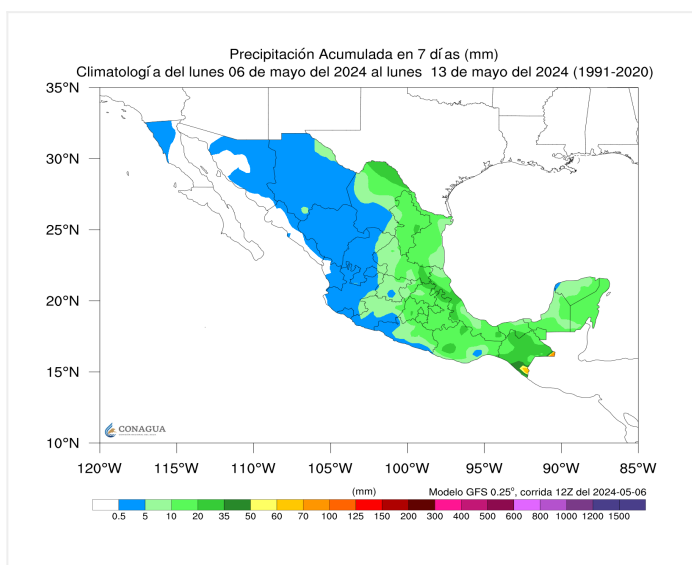 Precipitación Acumulada en 7 días (mm)
Climatología del lunes 06 de mayo del 2024 al lunes 13 de mayo del 2024 (1991-2020)
35°N
30°N
25°N
20°N
15°N
10°N
CONAGUA
120°W 115°W 110°W 105°W 100°W 95°W 90°W 85°W
(mm) Modelo GFS 0.25°, corrida 12Z del 2024-05-06
0.5 5 10 20 35 50 60 70 100 125 150 200 300 400 500 600 800 1000 1200 1500